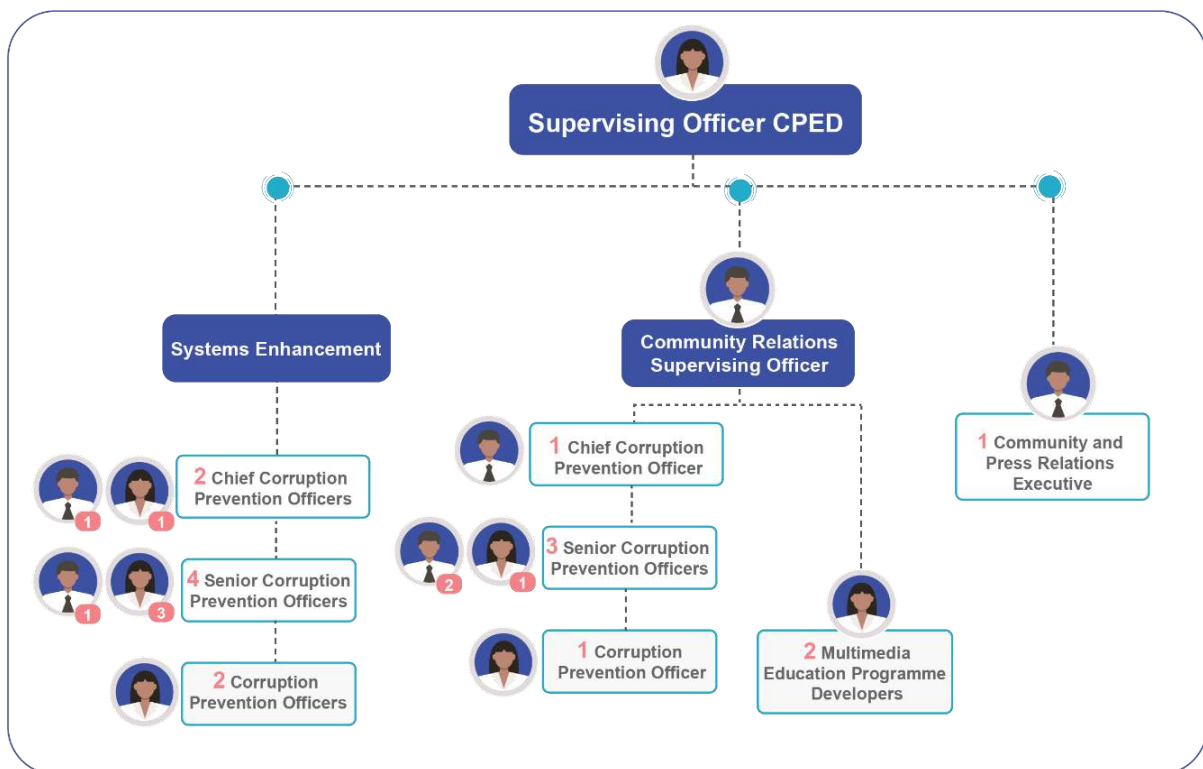 Supervising Officer CPED
Systems Enhancement
2 Chief Corruption
Prevention Officers
1
1
4 Senior Corruption
Prevention Officers
1
3
2 Corruption
Prevention Officers
Community Relations
Supervising Officer
1 Chief Corruption
Prevention Officer
3 Senior Corruption
Prevention Officers
2
1
1 Corruption
Prevention Officer
2 Multimedia
Education Programme
Developers
1 Community and
Press Relations
Executive